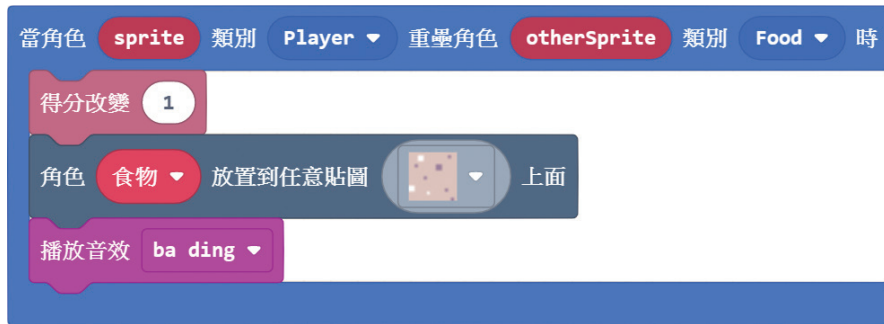 當角色 sprite 類別 Player 重壘角色 otherSprite 類別 Food 時
得分改變 1
角色 食物 放置到任意貼圖 上面
播放音效 ba ding